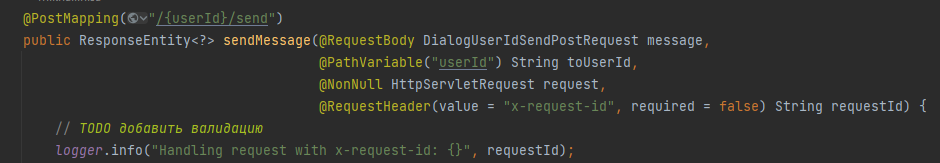 @PostMapping("/{userId}/send")
public ResponseEntity<?> sendMessage(@RequestBody DialogUserIdSendPostRequest message,
@PathVariable("userId") String toUserId,
@NonNull HttpServletRequest request,
@RequestHeader(value = "x-request-id", required = false) String requestId) {
// TODO добавить валидацию
logger.info("Handling request with x-request-id: {}", requestId);